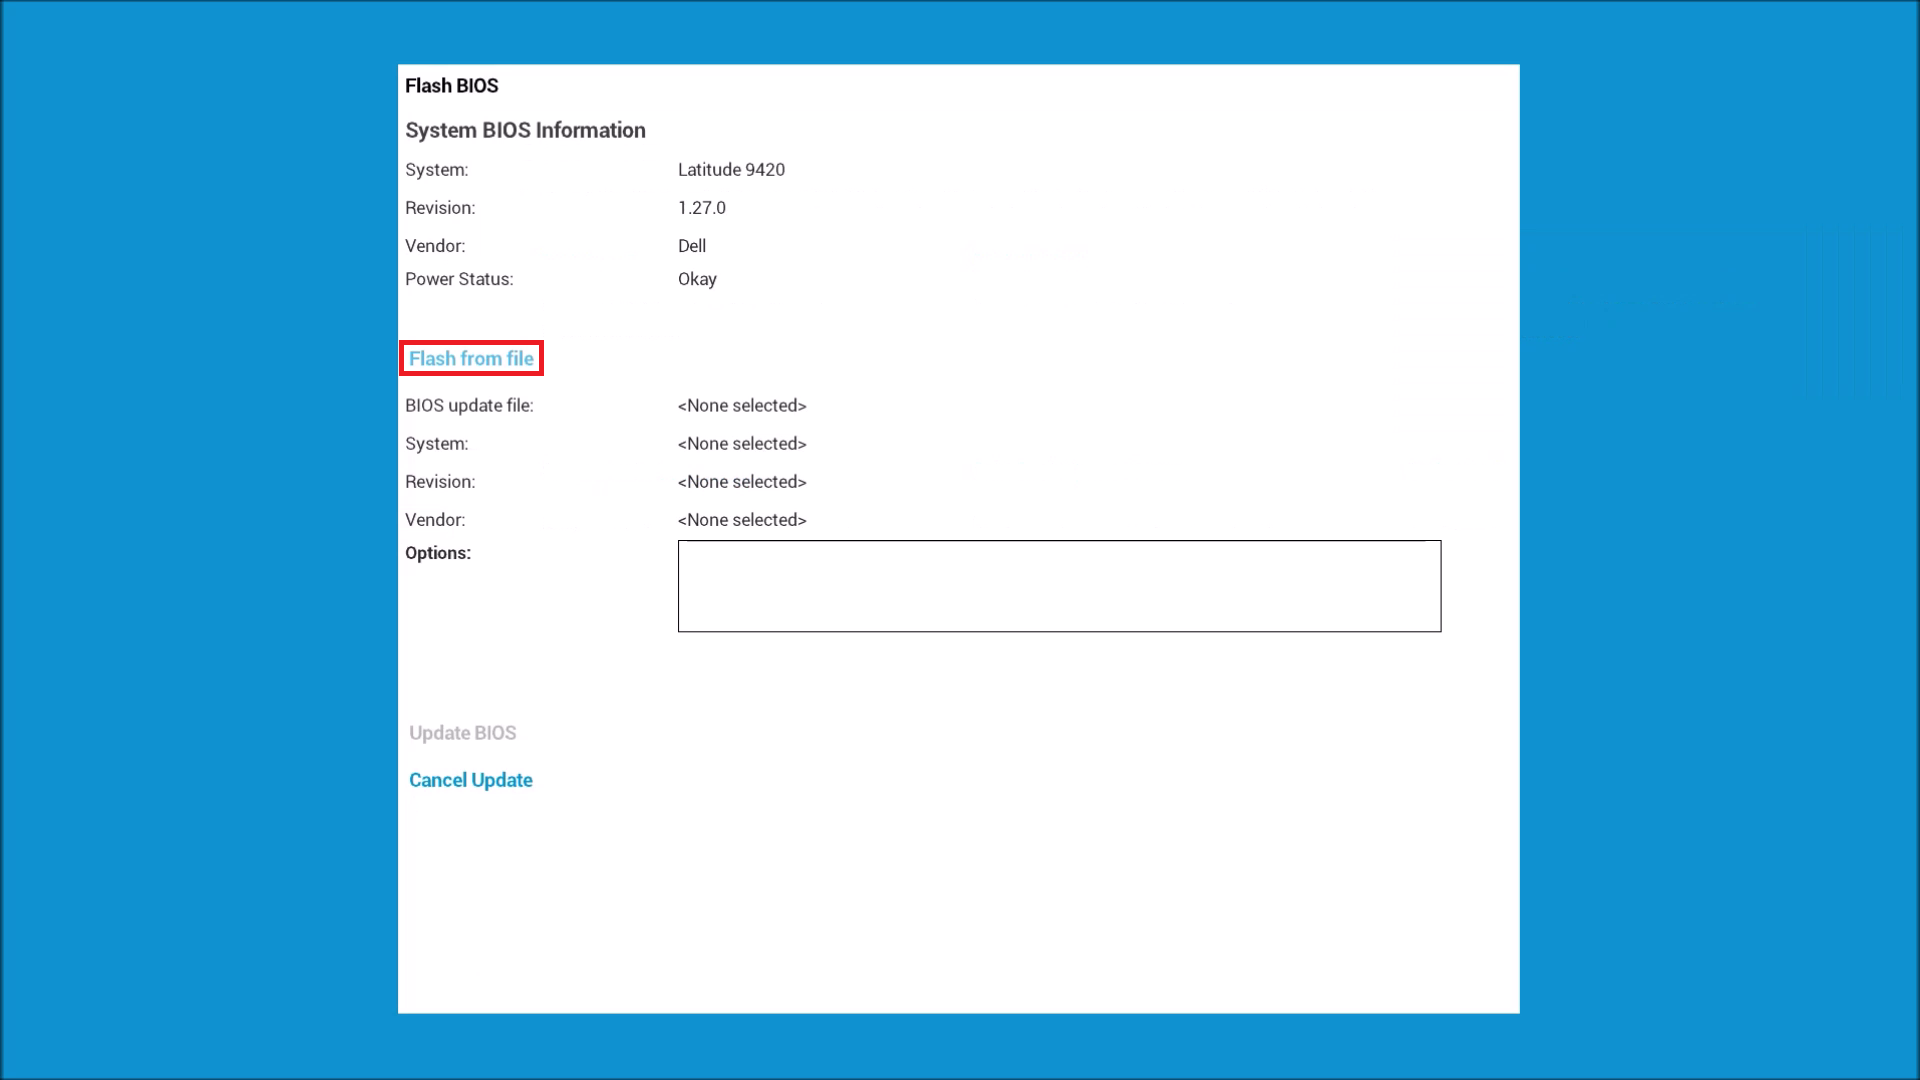 Flash BIOS
System BIOS Information
System: Latitude 9420
Revision: 1.27.0
Vendor: Dell
Power Status: Okay
Flash from file
BIOS update file: <None selected>
System: <None selected>
Revision: <None selected>
Vendor: <None selected>
Options:
Update BIOS
Cancel Update